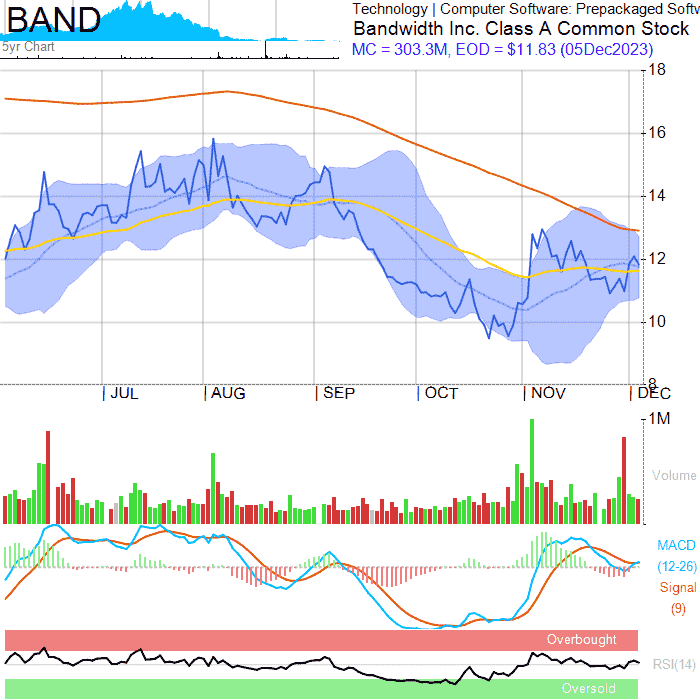 BAND
Technology | Computer Software: Prepackaged Softw
Bandwidth Inc. Class A Common Stock
5yr Chart
MC = 303.3M, EOD = $11.83 (05Dec2023)
18
16
14
12
10
8
| JUL | AUG | SEP | OCT | NOV | DEC
1M
Volume
MACD
(12-26)
Signal
(9)
Overbought
RSI(14)
Oversold